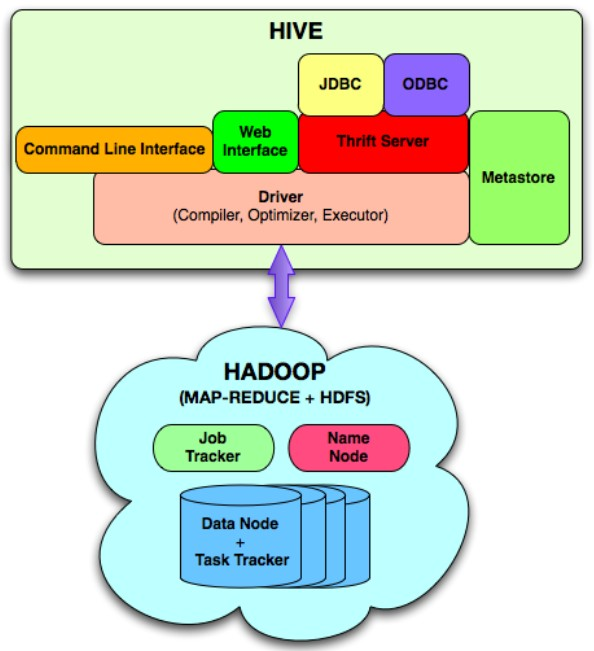 HIVE
JDBC
ODBC
Command Line Interface
Web
Interface
Thrift Server
Metastore
Driver
(Compiler, Optimizer, Executor)
HADOOP
(MAP-REDUCE + HDFS)
Job
Tracker
Name
Node
Data Node
+
Task Tracker